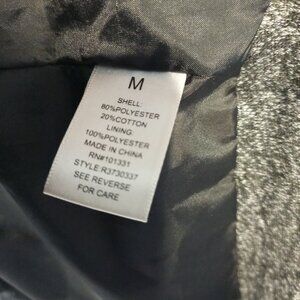 M
SHELL:
80%POLYESTER
20%COTTON
LINING:
100%POLYESTER
MADE IN CHINA
RN#101331
STYLE:R3730337
SEE REVERSE
FOR CARE